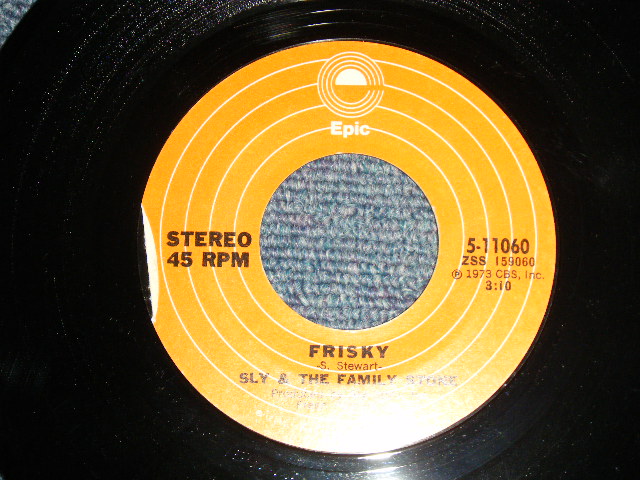 Epic
STEREO
45 RPM
5-11060
ZSS 159060
℗ 1973 CBS, Inc.
3:10
FRISKY
-S. Stewart-
SLY & THE FAMILY STONE